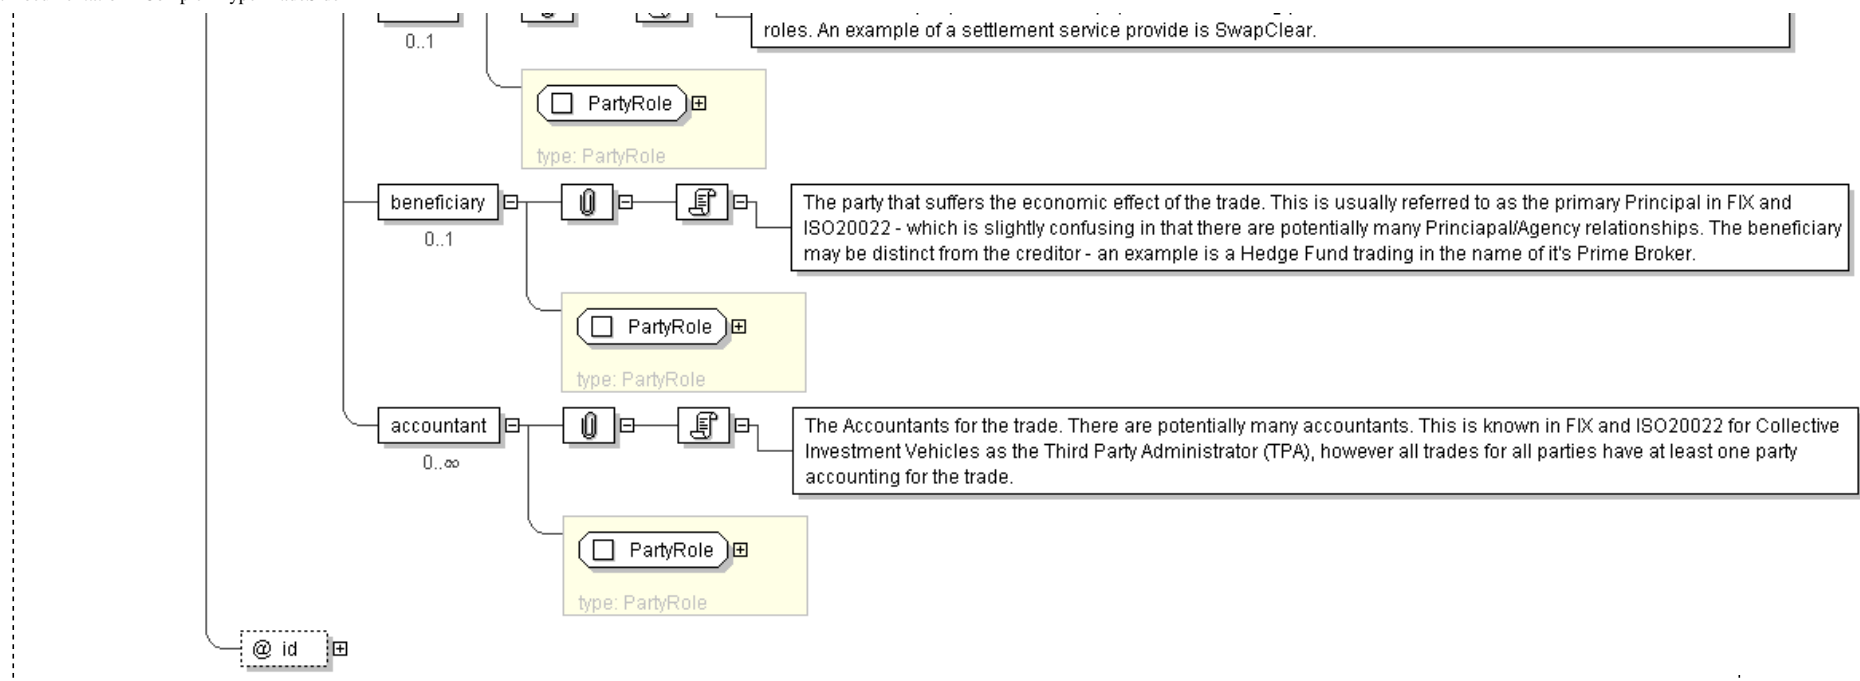 roles. An example of a settlement service provide is SwapClear.
0..1
PartyRole
type: PartyRole
beneficiary
0..1
The party that suffers the economic effect of the trade. This is usually referred to as the primary Principal in FIX and
ISO20022 - which is slightly confusing in that there are potentially many Princiapal/Agency relationships. The beneficiary
may be distinct from the creditor - an example is a Hedge Fund trading in the name of it's Prime Broker.
PartyRole
type: PartyRole
accountant
0..∞
The Accountants for the trade. There are potentially many accountants. This is known in FIX and ISO20022 for Collective
Investment Vehicles as the Third Party Administrator (TPA), however all trades for all parties have at least one party
accounting for the trade.
PartyRole
type: PartyRole
@ id